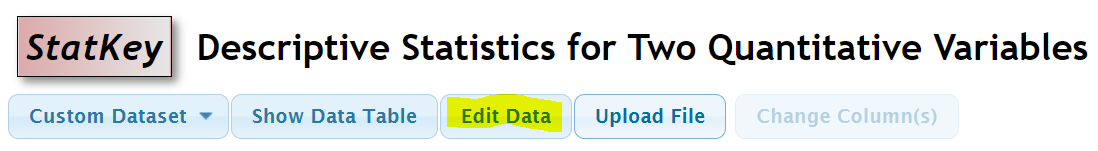 StatKey Descriptive Statistics for Two Quantitative Variables
Custom Dataset Show Data Table Edit Data Upload File Change Column(s)